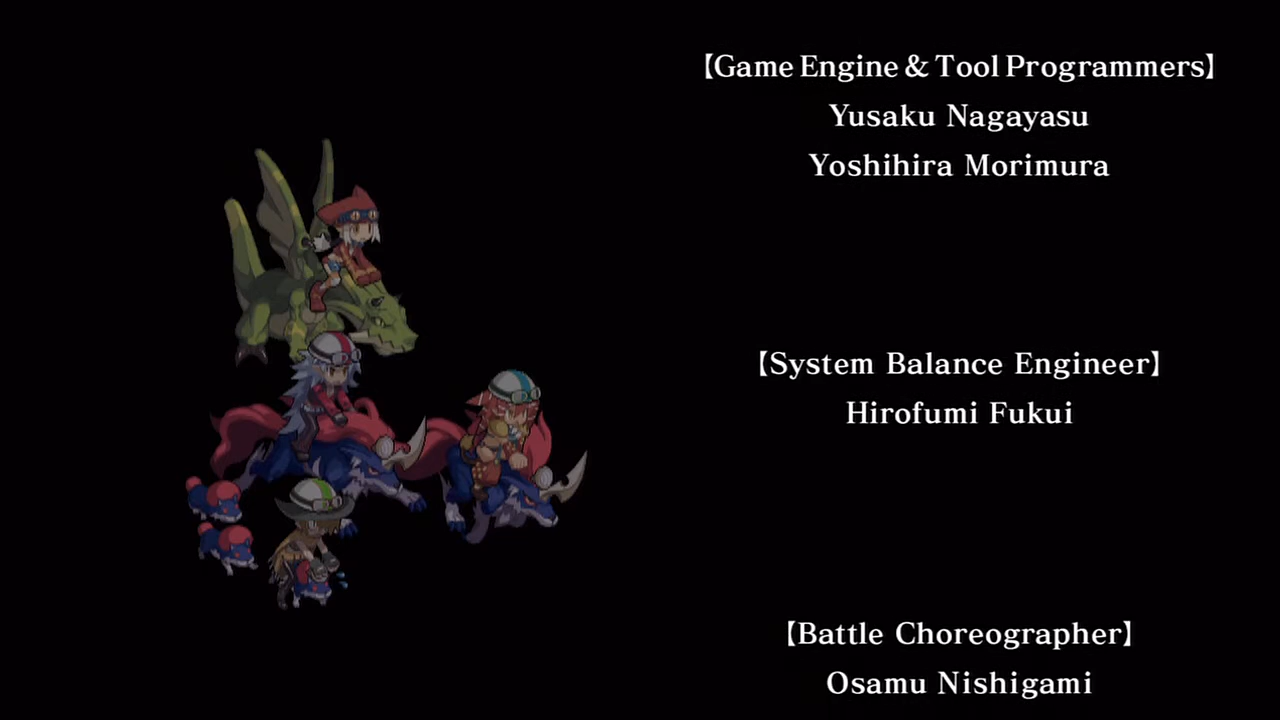 【Game Engine & Tool Programmers】
Yusaku Nagayasu
Yoshihira Morimura
【System Balance Engineer】
Hirofumi Fukui
【Battle Choreographer】
Osamu Nishigami